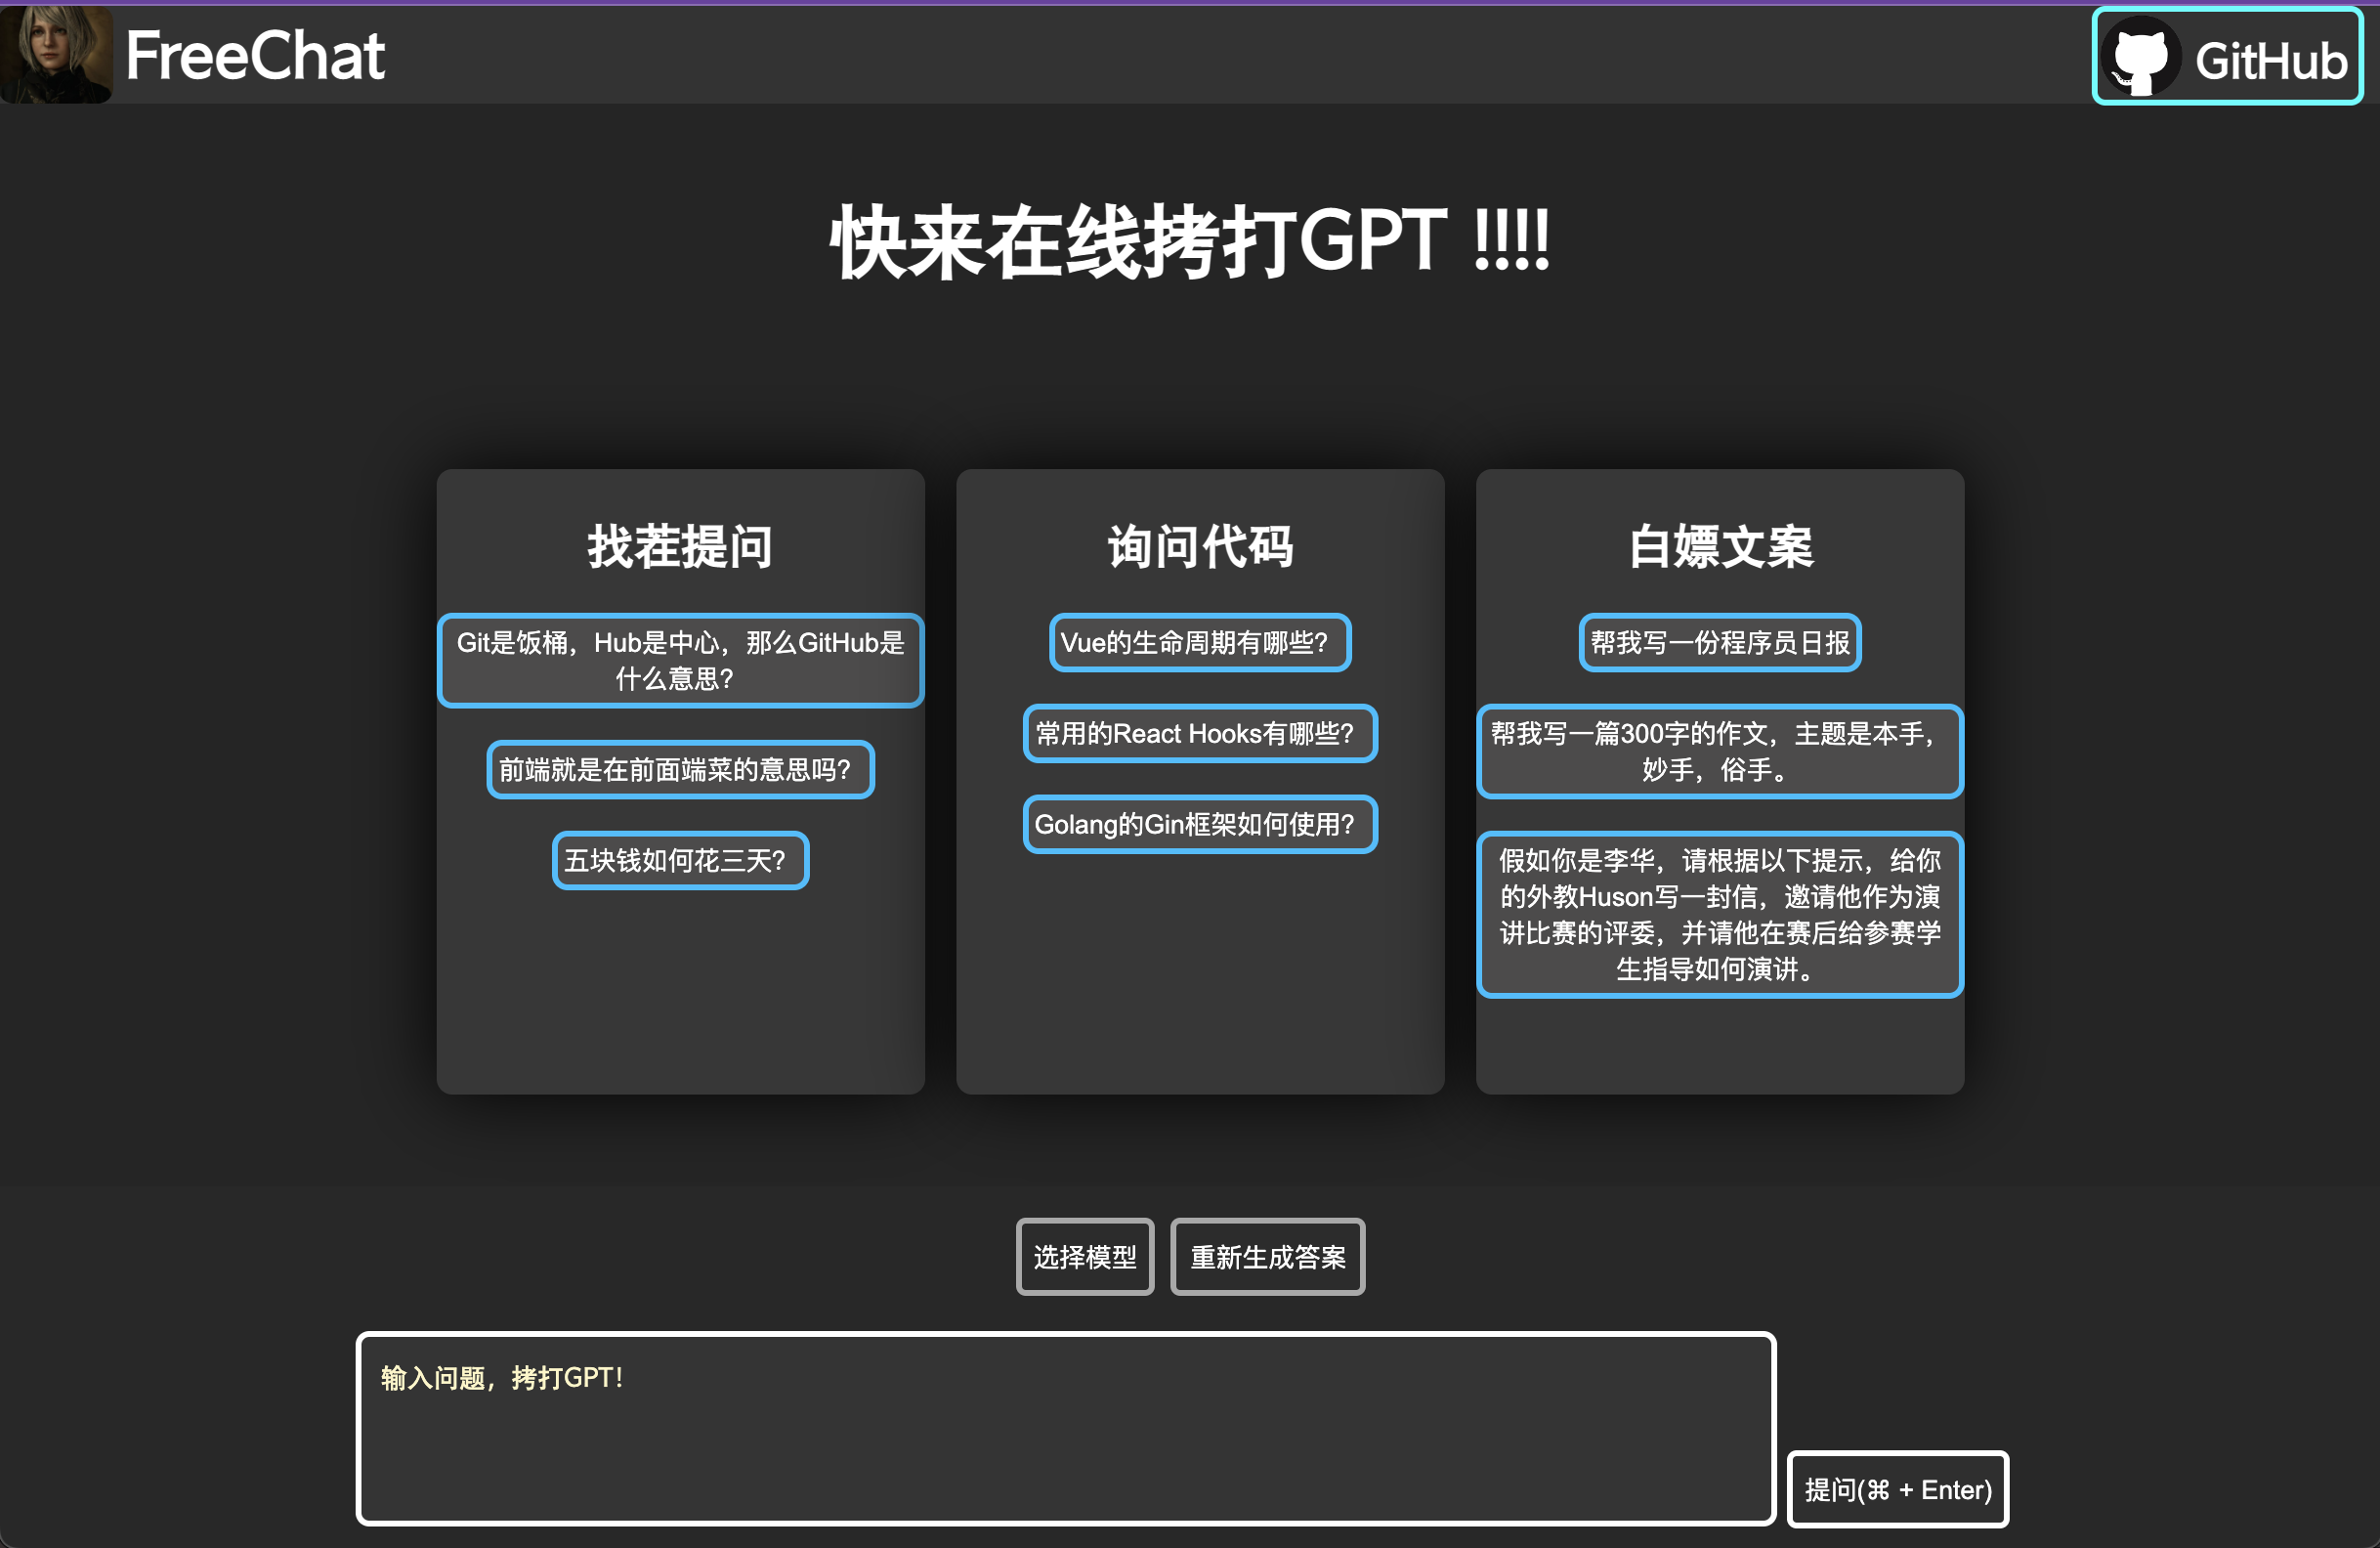 FreeChat
GitHub
快来在线拷打GPT !!!!
找茬提问
Git是饭桶，Hub是中心，那么GitHub是
什么意思?
前端就是在前面端菜的意思吗？
五块钱如何花三天?
询问代码
Vue的生命周期有哪些?
常用的React Hooks有哪些?
Golang的Gin框架如何使用?
白嫖文案
帮我写一份程序员日报
帮我写一篇300字的作文，主题是本手，
妙手，俗手。
假如你是李华，请根据以下提示，给你
的外教Huson写一封信，邀请他作为演
讲比赛的评委，并请他在赛后给参赛学
生指导如何演讲。
选择模型
重新生成答案
输入问题，拷打GPT！
提问(⌘ + Enter)